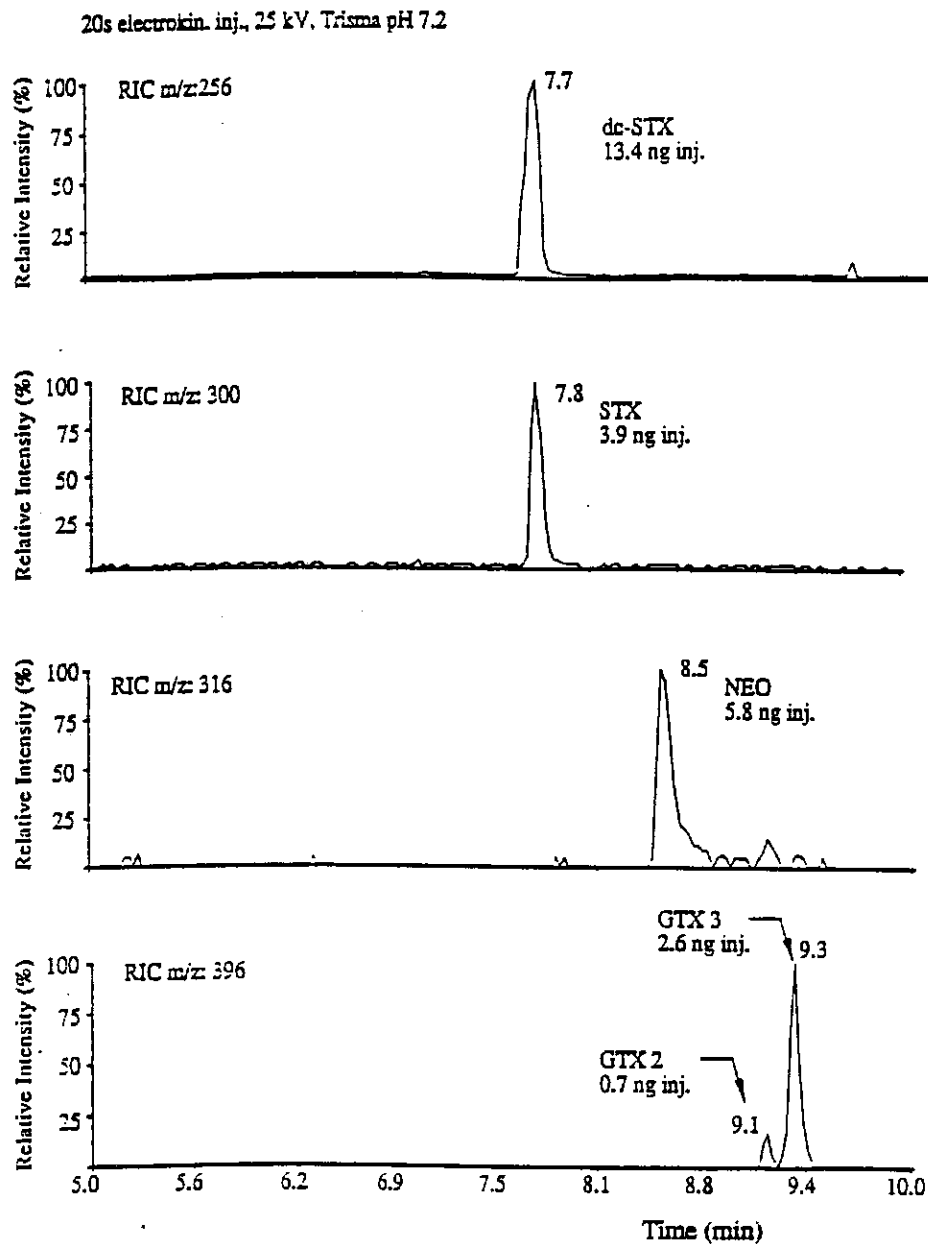 20s electrokin. inj., 25 kV, Trisma pH 7.2
Relative Intensity (%)
100
75
50
25
RIC m/z:256
7.7
dc-STX
13.4 ng inj.
Relative Intensity (%)
100
75
50
25
RIC m/z: 300
7.8
STX
3.9 ng inj.
Relative Intensity (%)
100
75
50
25
RIC m/z: 316
8.5
NEO
5.8 ng inj.
Relative Intensity (%)
100
75
50
25
RIC m/z: 396
GTX 3
2.6 ng inj.
9.3
GTX 2
0.7 ng inj.
9.1
5.0 5.6 6.2 6.9 7.5 8.1 8.8 9.4 10.0
Time (min)